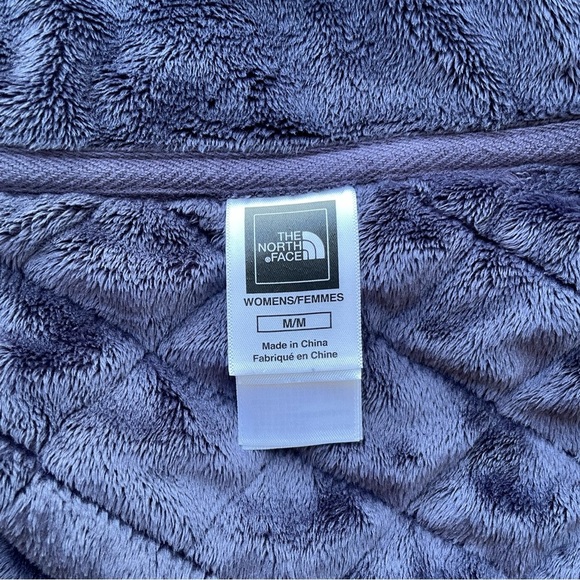 THE
NORTH
®FACE
WOMENS/FEMMES
M/M
Made in China
Fabriqué en Chine